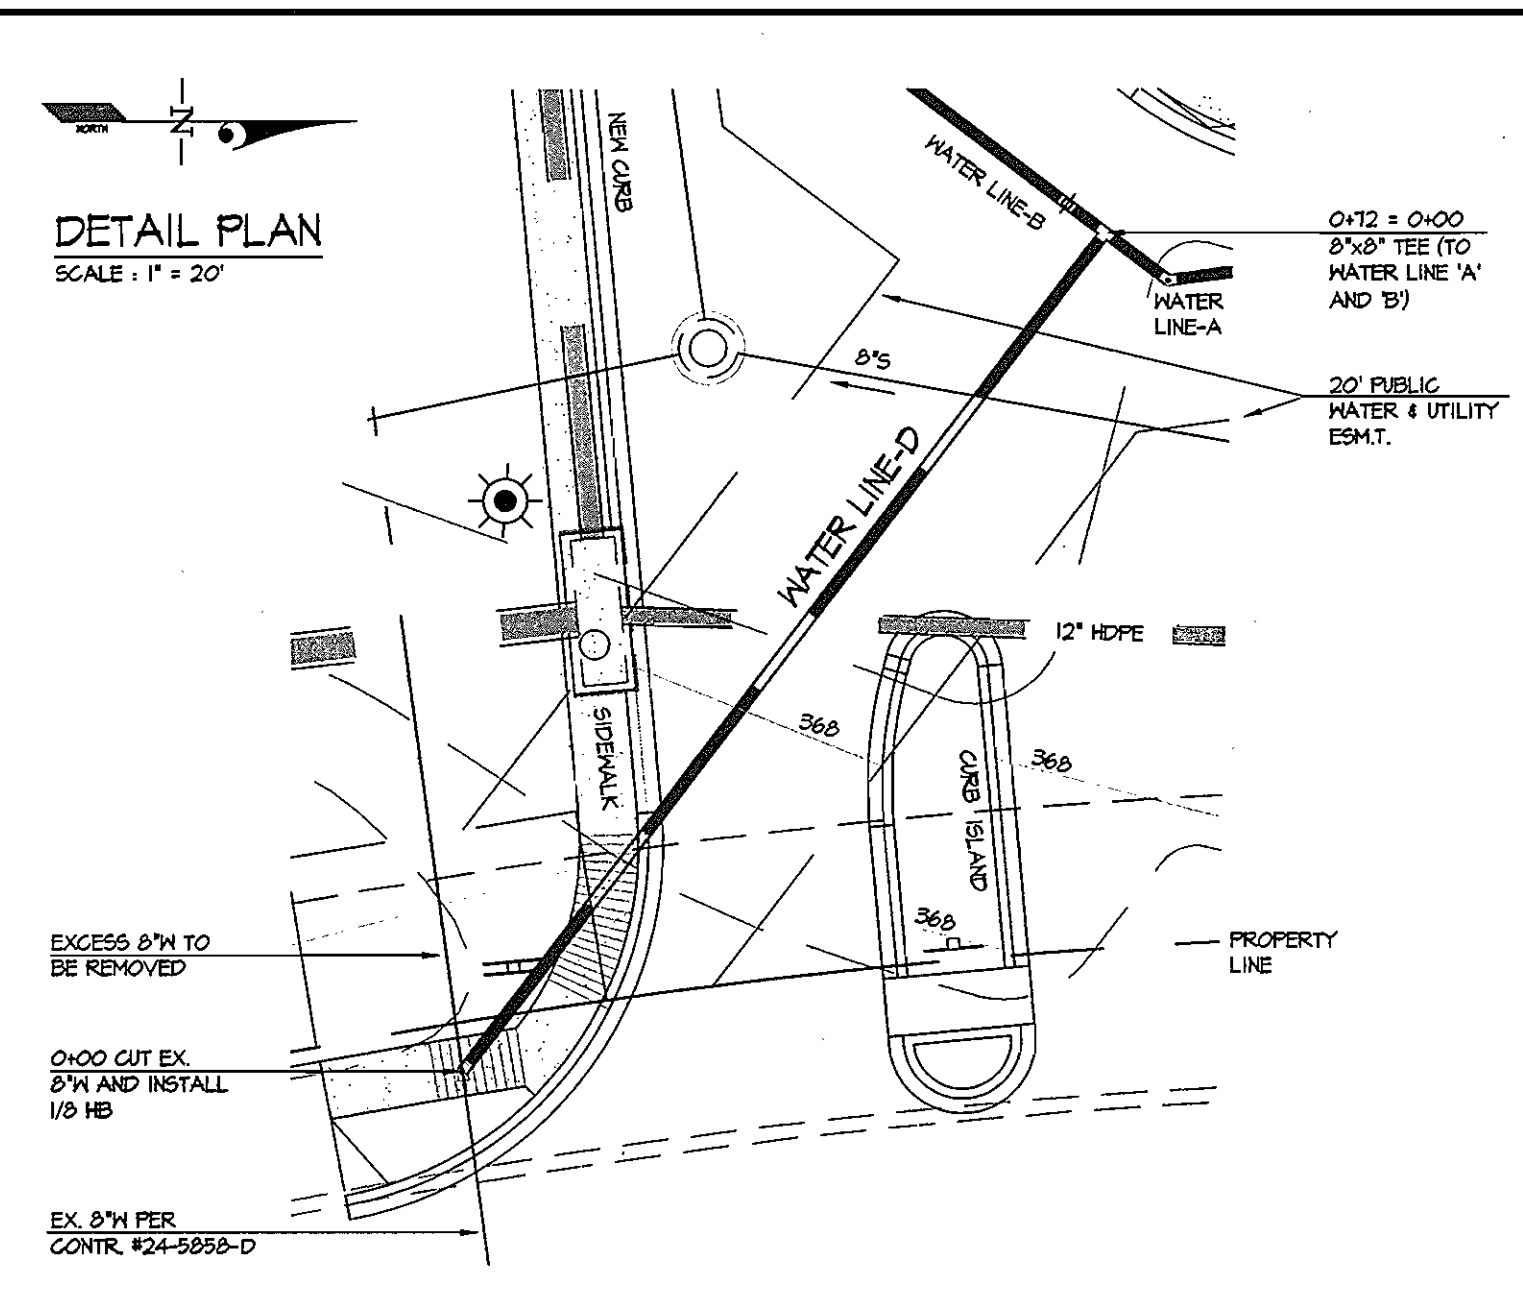 N
NORTH
DETAIL PLAN
SCALE : 1" = 20'
NEW CURB
WATER LINE-B
0+72 = 0+00
8"x8" TEE (TO
WATER LINE 'A'
AND 'B')
WATER
LINE-A
8"S
20' PUBLIC
WATER & UTILITY
ESM.T.
WATER LINE-D
12" HDPE
SIDEWALK
368
368
CURB ISLAND
368
PROPERTY
LINE
EXCESS 8"W TO
BE REMOVED
0+00 CUT EX.
8"W AND INSTALL
1/8 HB
EX. 8"W PER
CONTR. #24-5858-D